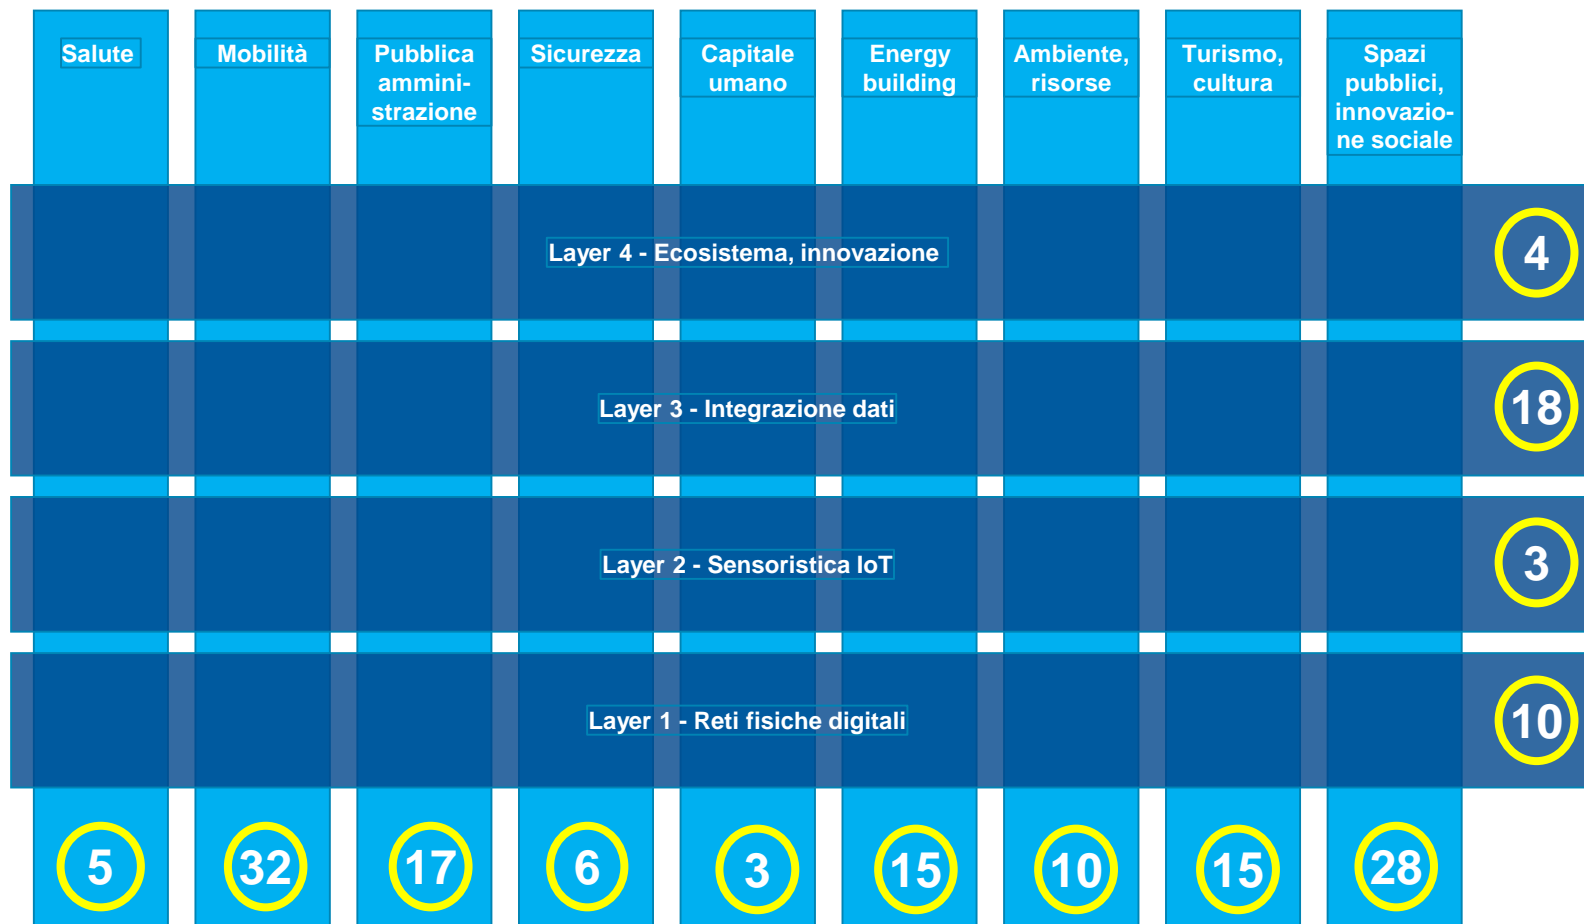 Salute
Mobilità
Pubblica
ammini-
strazione
Sicurezza
Capitale
umano
Energy
building
Ambiente,
risorse
Turismo,
cultura
Spazi
pubblici,
innovazio-
ne sociale
Layer 4 - Ecosistema, innovazione
4
Layer 3 - Integrazione dati
18
Layer 2 - Sensoristica IoT
3
Layer 1 - Reti fisiche digitali
10
5
32
17
6
3
15
10
15
28